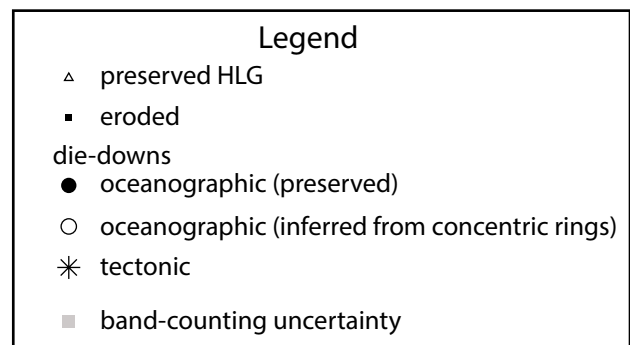 Legend
preserved HLG
eroded
die-downs
oceanographic (preserved)
oceanographic (inferred from concentric rings)
tectonic
band-counting uncertainty